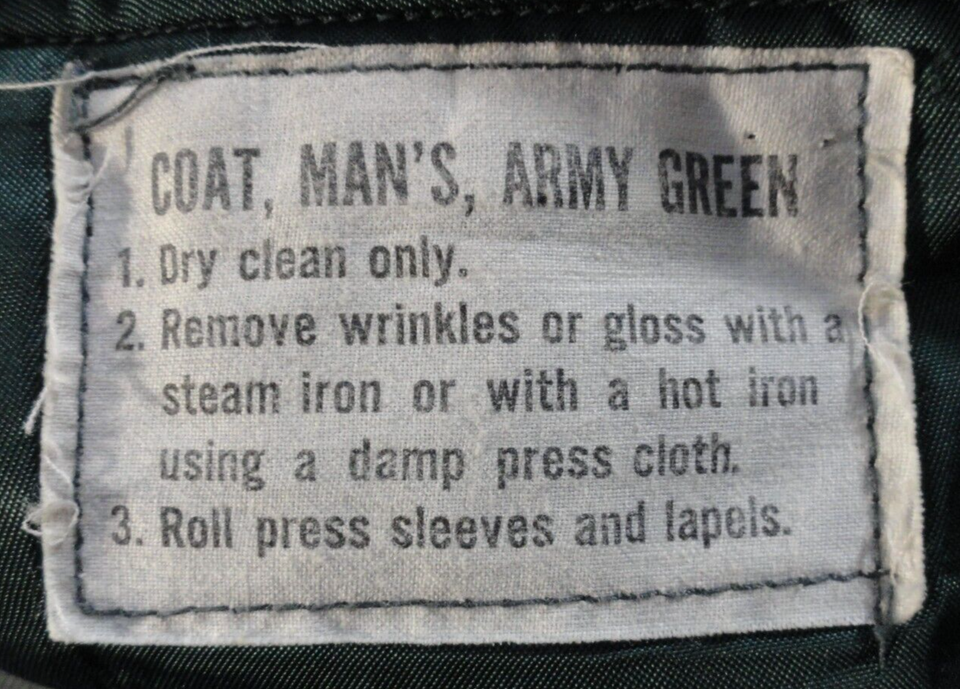 COAT, MAN'S, ARMY GREEN
1. Dry clean only.
2. Remove wrinkles or gloss with a
steam iron or with a hot iron
using a damp press cloth.
3. Roll press sleeves and lapels.